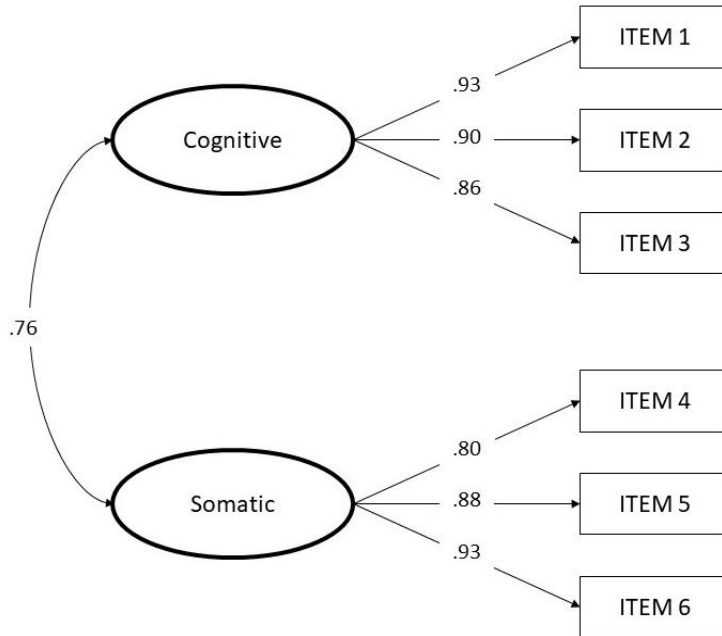 ITEM 1
.93
Cognitive
.90
ITEM 2
.86
ITEM 3
.76
ITEM 4
.80
Somatic
.88
ITEM 5
.93
ITEM 6